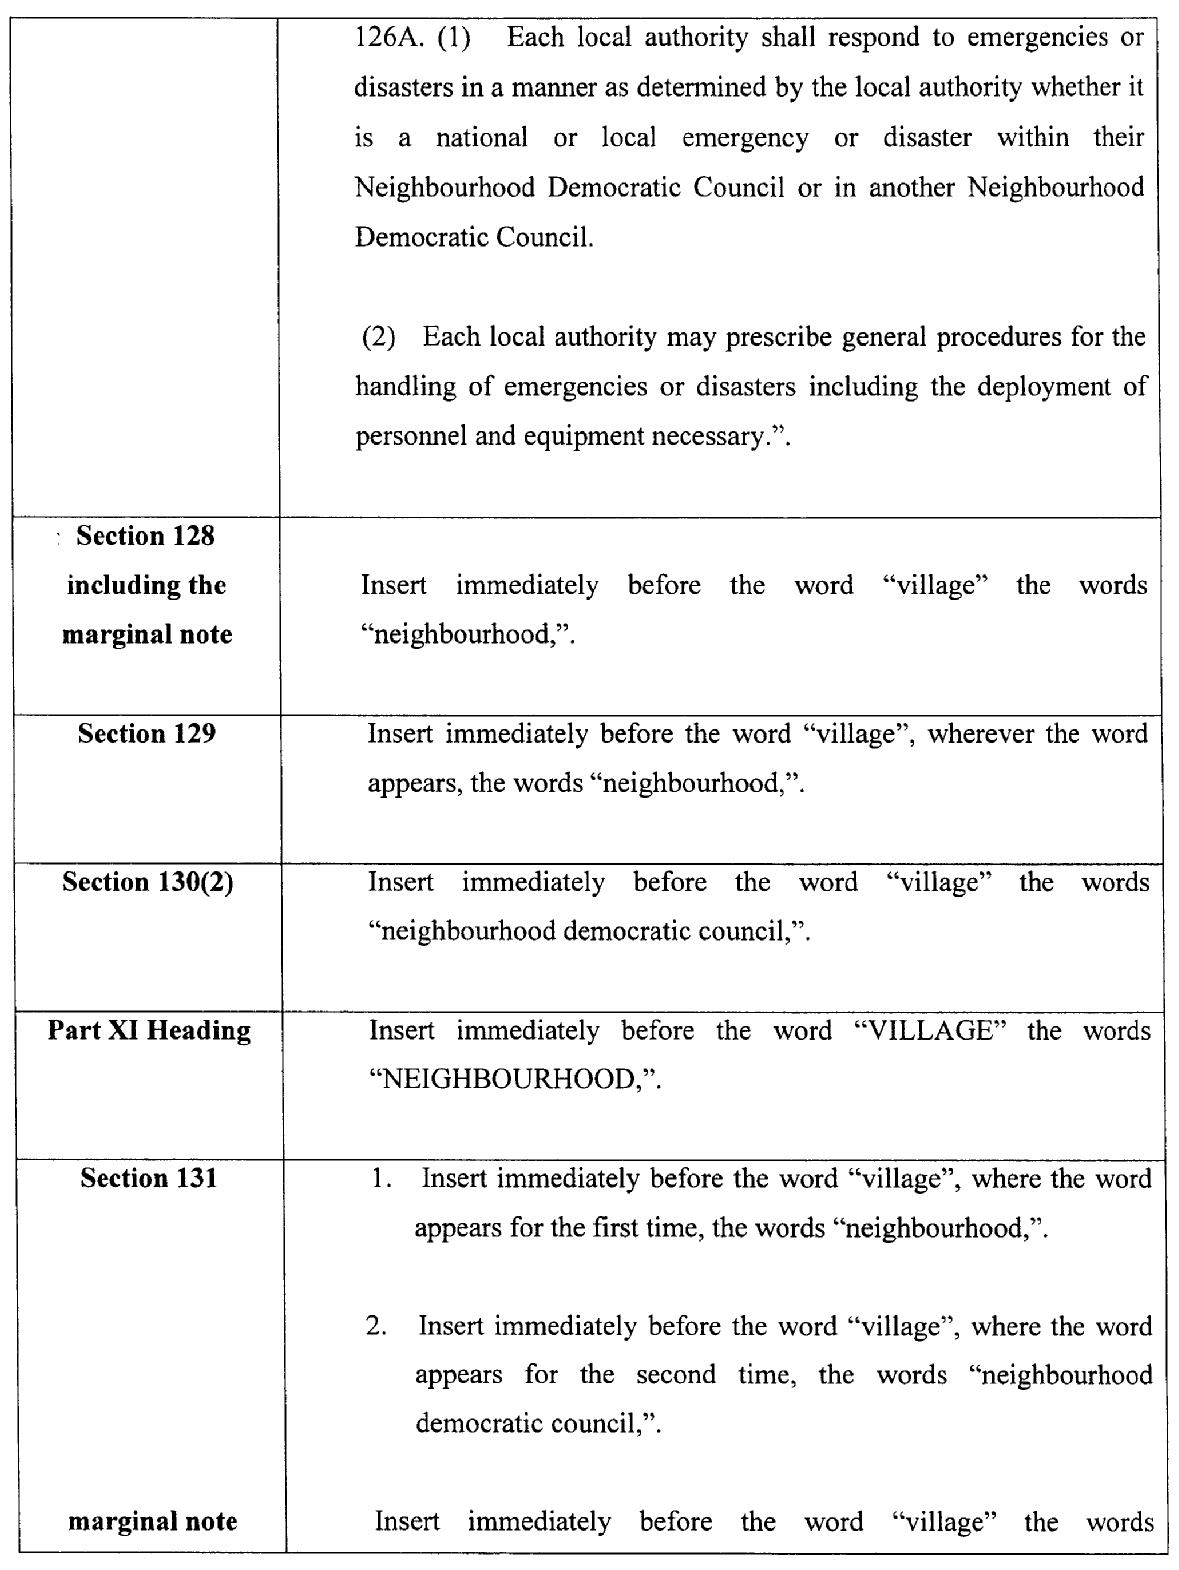 126A. (1) Each local authority shall respond to emergencies or
disasters in a manner as determined by the local authority whether it
is a national or local emergency or disaster within their
Neighbourhood Democratic Council or in another Neighbourhood
Democratic Council.
(2) Each local authority may prescribe general procedures for the
handling of emergencies or disasters including the deployment of
personnel and equipment necessary.”.
Section 128
including the
marginal note
Insert immediately before the word “village” the words
“neighbourhood,”.
Section 129
Insert immediately before the word “village”, wherever the word
appears, the words “neighbourhood,”.
Section 130(2)
Insert immediately before the word “village” the words
“neighbourhood democratic council,”.
Part XI Heading
Insert immediately before the word “VILLAGE” the words
“NEIGHBOURHOOD,”.
Section 131
1. Insert immediately before the word “village”, where the word
appears for the first time, the words “neighbourhood,”.
2. Insert immediately before the word “village”, where the word
appears for the second time, the words “neighbourhood
democratic council,”.
marginal note
Insert immediately before the word “village” the words